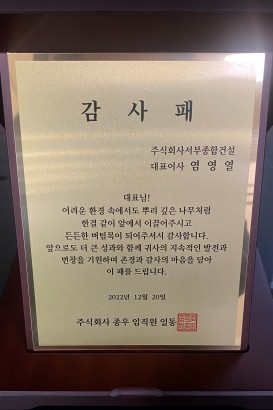 감 사 패
주식회사서부종합건설
대표이사 염 영 열
대표님!
어려운 환경 속에서도 뿌리 깊은 나무처럼
한결 같이 앞에서 이끌어주시고
든든한 버팀목이 되어주셔서 감사합니다.
앞으로도 더 큰 성과와 함께 귀사의 지속적인 발전과
번창을 기원하며 존경과 감사의 마음을 담아
이 패를 드립니다.
2022년 12월 20일
주식회사 종우 임직원 일동